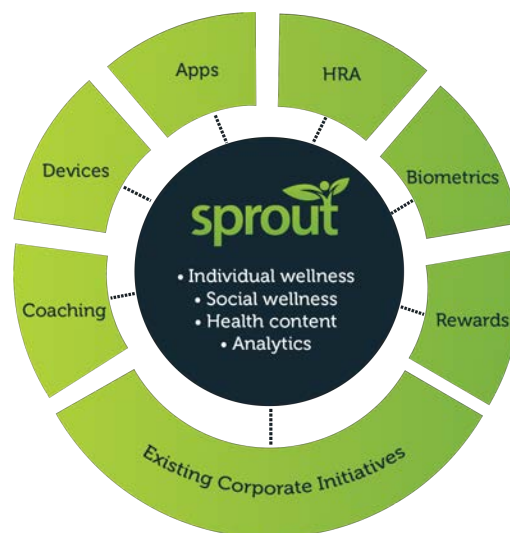 Apps
HRA
Devices
Biometrics
sprout
• Individual wellness
• Social wellness
• Health content
• Analytics
Coaching
Rewards
Existing Corporate Initiatives